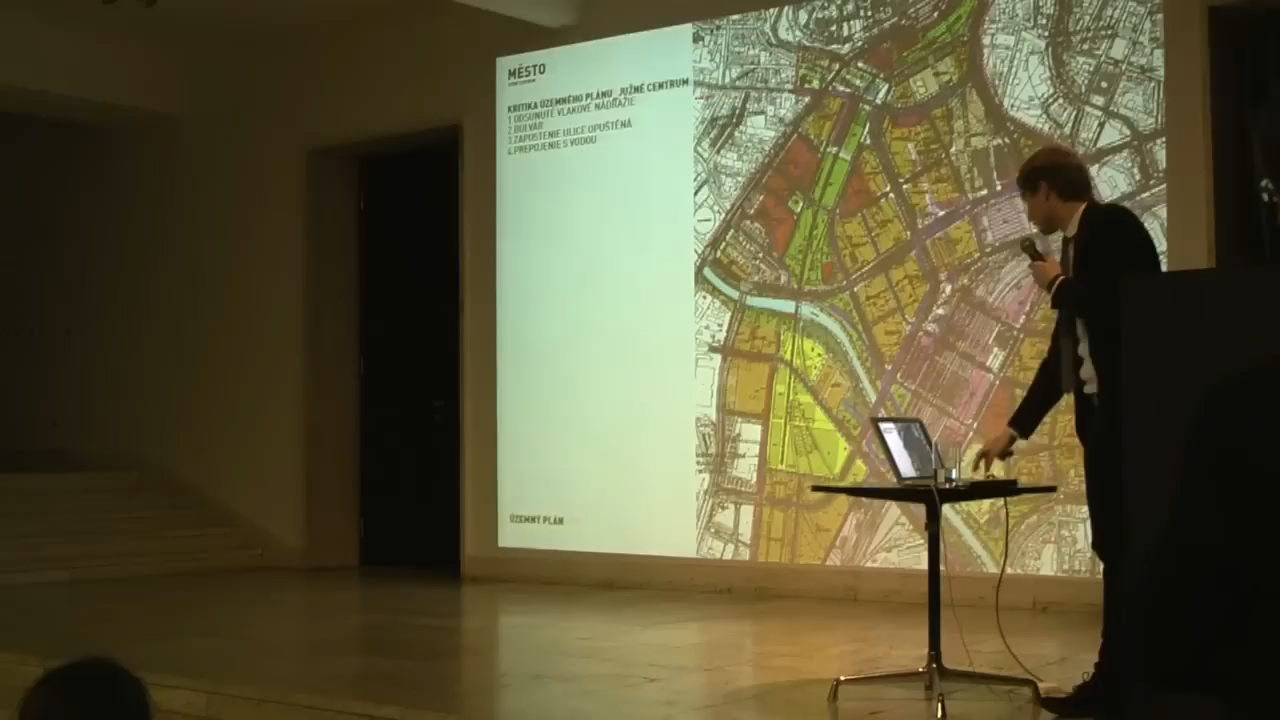 MĚSTO
KRITIKA ÚZEMNÉHO PLÁNU_JUŽNÉ CENTRUM
1.ODSUNUTÉ VLAKOVÉ NÁDRAŽIE
2.BULVÁR
3.ZAPUSTENIE ULICE OPUŠTĚNÁ
4.PREPOJENIE S VODOU
ÚZEMNÝ PLÁN